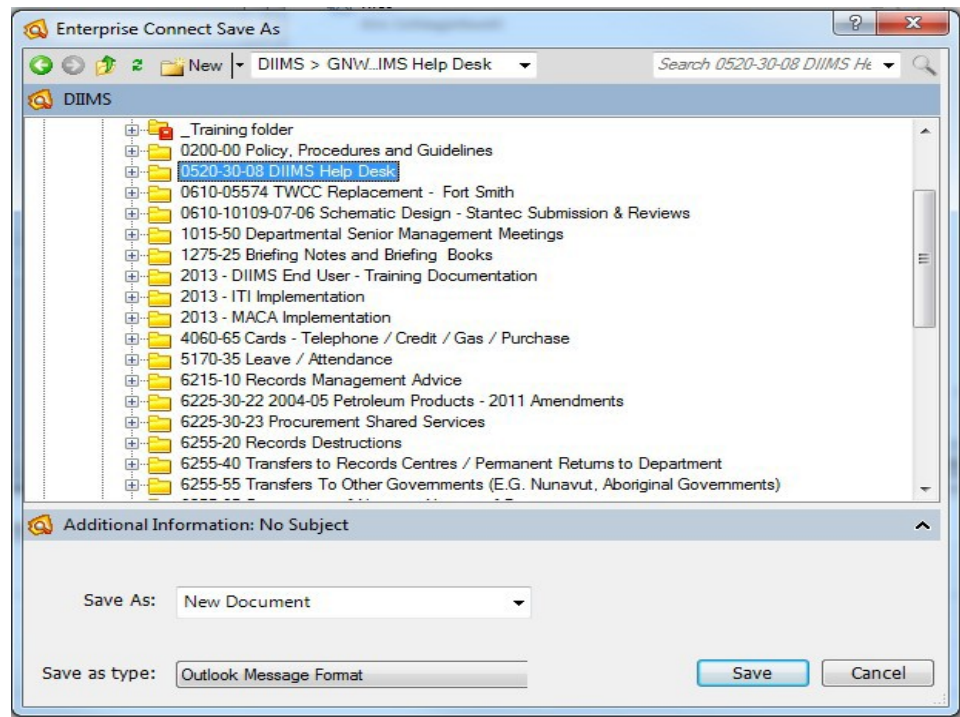 Enterprise Connect Save As
New DIIMS > GNW...IMS Help Desk Search 0520-30-08 DIIMS He
DIIMS
_Training folder
0200-00 Policy, Procedures and Guidelines
0520-30-08 DIIMS Help Desk
0610-05574 TWCC Replacement - Fort Smith
0610-10109-07-06 Schematic Design - Stantec Submission & Reviews
1015-50 Departmental Senior Management Meetings
1275-25 Briefing Notes and Briefing Books
2013 - DIIMS End User - Training Documentation
2013 - ITI Implementation
2013 - MACA Implementation
4060-65 Cards - Telephone / Credit / Gas / Purchase
5170-35 Leave / Attendance
6215-10 Records Management Advice
6225-30-22 2004-05 Petroleum Products - 2011 Amendments
6225-30-23 Procurement Shared Services
6255-20 Records Destructions
6255-40 Transfers to Records Centres / Permanent Returns to Department
6255-55 Transfers To Other Governments (E.G. Nunavut, Aboriginal Governments)
Additional Information: No Subject
Save As: New Document
Save as type: Outlook Message Format Save Cancel